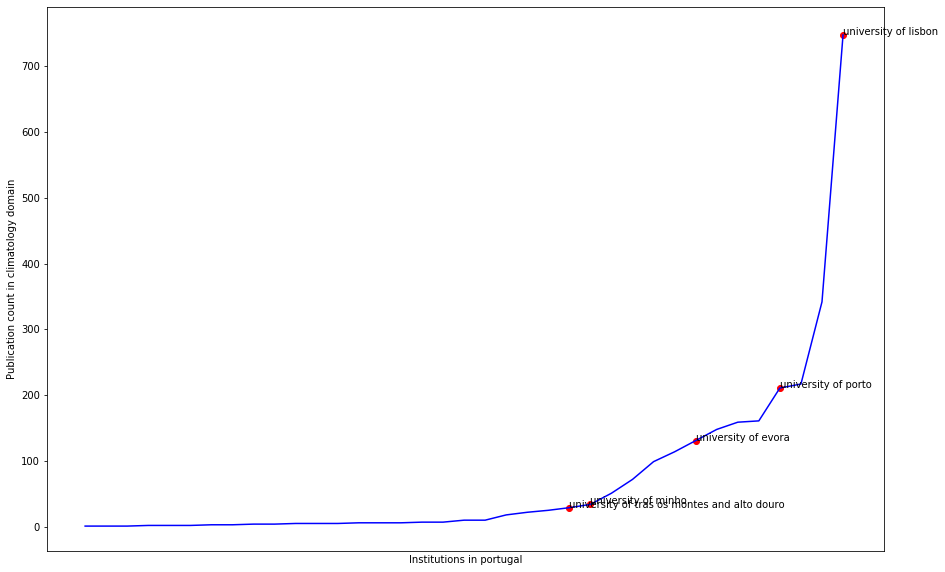 university of lisbon
700
600
500
400
300
200
100
0
Publication count in climatology domain
university of porto
university of evora
university of minho
university of tras os montes and alto douro
Institutions in portugal